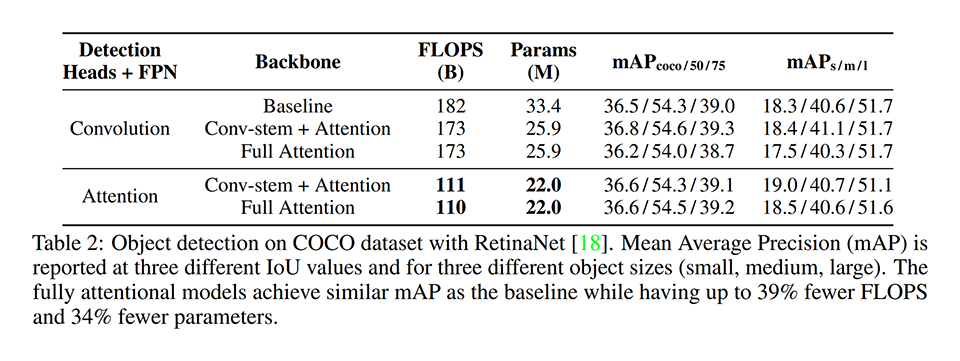 Detection Heads + FPN | Backbone | FLOPS (B) | Params (M) | mAPcoco / 50 / 75 | mAPs / m / l
Convolution | Baseline | 182 | 33.4 | 36.5 / 54.3 / 39.0 | 18.3 / 40.6 / 51.7
Conv-stem + Attention | 173 | 25.9 | 36.8 / 54.6 / 39.3 | 18.4 / 41.1 / 51.7
Full Attention | 173 | 25.9 | 36.2 / 54.0 / 38.7 | 17.5 / 40.3 / 51.7
Attention | Conv-stem + Attention | 111 | 22.0 | 36.6 / 54.3 / 39.1 | 19.0 / 40.7 / 51.1
Full Attention | 110 | 22.0 | 36.6 / 54.5 / 39.2 | 18.5 / 40.6 / 51.6
Table 2: Object detection on COCO dataset with RetinaNet [18]. Mean Average Precision (mAP) is
reported at three different IoU values and for three different object sizes (small, medium, large). The
fully attentional models achieve similar mAP as the baseline while having up to 39% fewer FLOPS
and 34% fewer parameters.